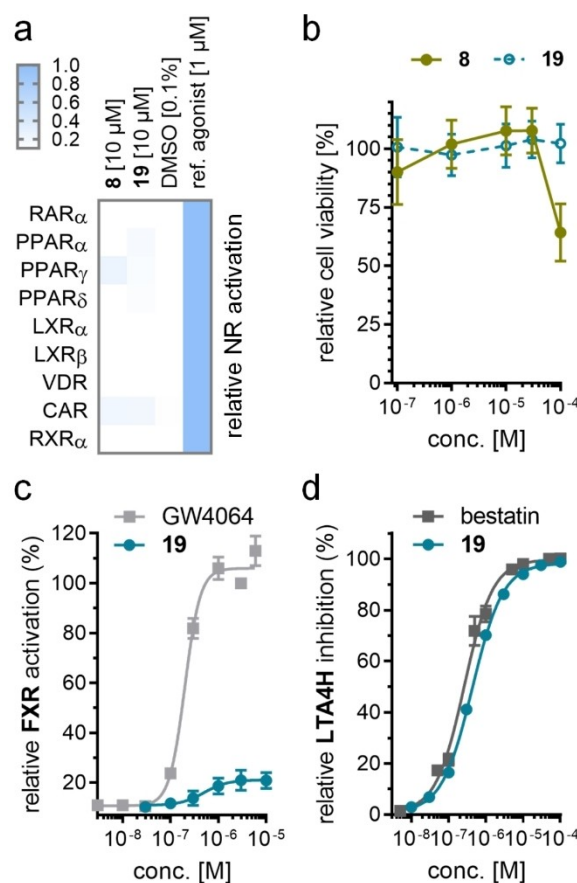 a
1.0
0.8
0.6
0.4
0.2
8 [10 µM]
19 [10 µM]
DMSO [0.1%]
ref. agonist [1 µM]
RARα
PPARα
PPARγ
PPARδ
LXRα
LXRβ
VDR
CAR
RXRα
relative NR activation
b
8 19
relative cell viability [%]
100
75
50
25
0
10⁻⁷ 10⁻⁶ 10⁻⁵ 10⁻⁴
conc. [M]
c
GW4064
19
relative FXR activation (%)
120
100
80
60
40
20
10⁻⁸ 10⁻⁷ 10⁻⁶ 10⁻⁵
conc. [M]
d
bestatin
19
relative LTA4H inhibition (%)
100
80
60
40
20
0
10⁻⁸ 10⁻⁷ 10⁻⁶ 10⁻⁵ 10⁻⁴
conc. [M]